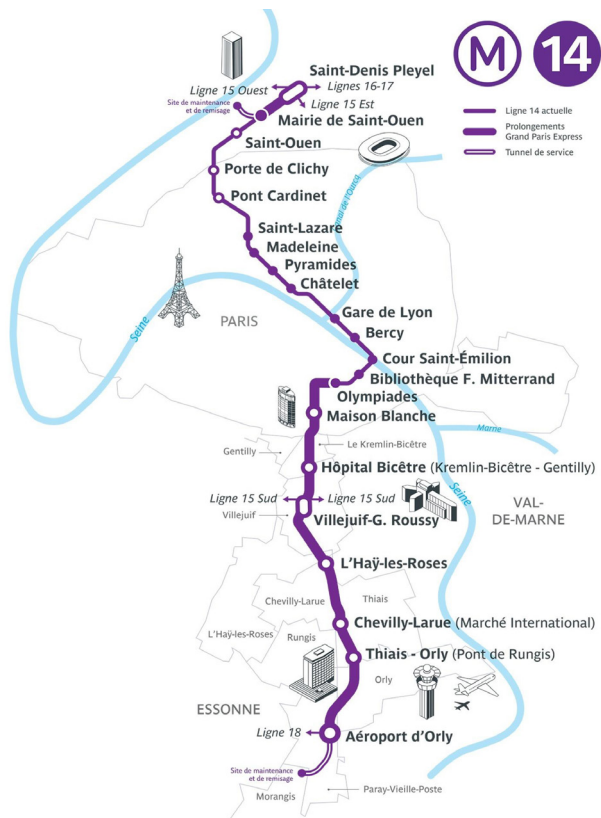 M 14
Ligne 14 actuelle
Prolongements
Grand Paris Express
Tunnel de service
Saint-Denis Pleyel
Ligne 15 Ouest
Lignes 16-17
Site de maintenance
et de remisage
Ligne 15 Est
Mairie de Saint-Ouen
Saint-Ouen
Porte de Clichy
Canal de l'Ourcq
Pont Cardinet
Saint-Lazare
Madeleine
Pyramides
Châtelet
Seine
PARIS
Gare de Lyon
Bercy
Cour Saint-Émilion
Bibliothèque F. Mitterrand
Olympiades
Maison Blanche
Marne
Gentilly
Le Kremlin-Bicêtre
Hôpital Bicêtre (Kremlin-Bicêtre - Gentilly)
Ligne 15 Sud
Ligne 15 Sud
Seine
Villejuif
Villejuif-G. Roussy
VAL-
DE-MARNE
L'Haÿ-les-Roses
Chevilly-Larue
Thiais
Chevilly-Larue (Marché International)
L'Haÿ-les-Roses
Rungis
Thiais - Orly (Pont de Rungis)
Orly
ESSONNE
Ligne 18
Aéroport d'Orly
Site de maintenance
et de remisage
Morangis
Paray-Vieille-Poste